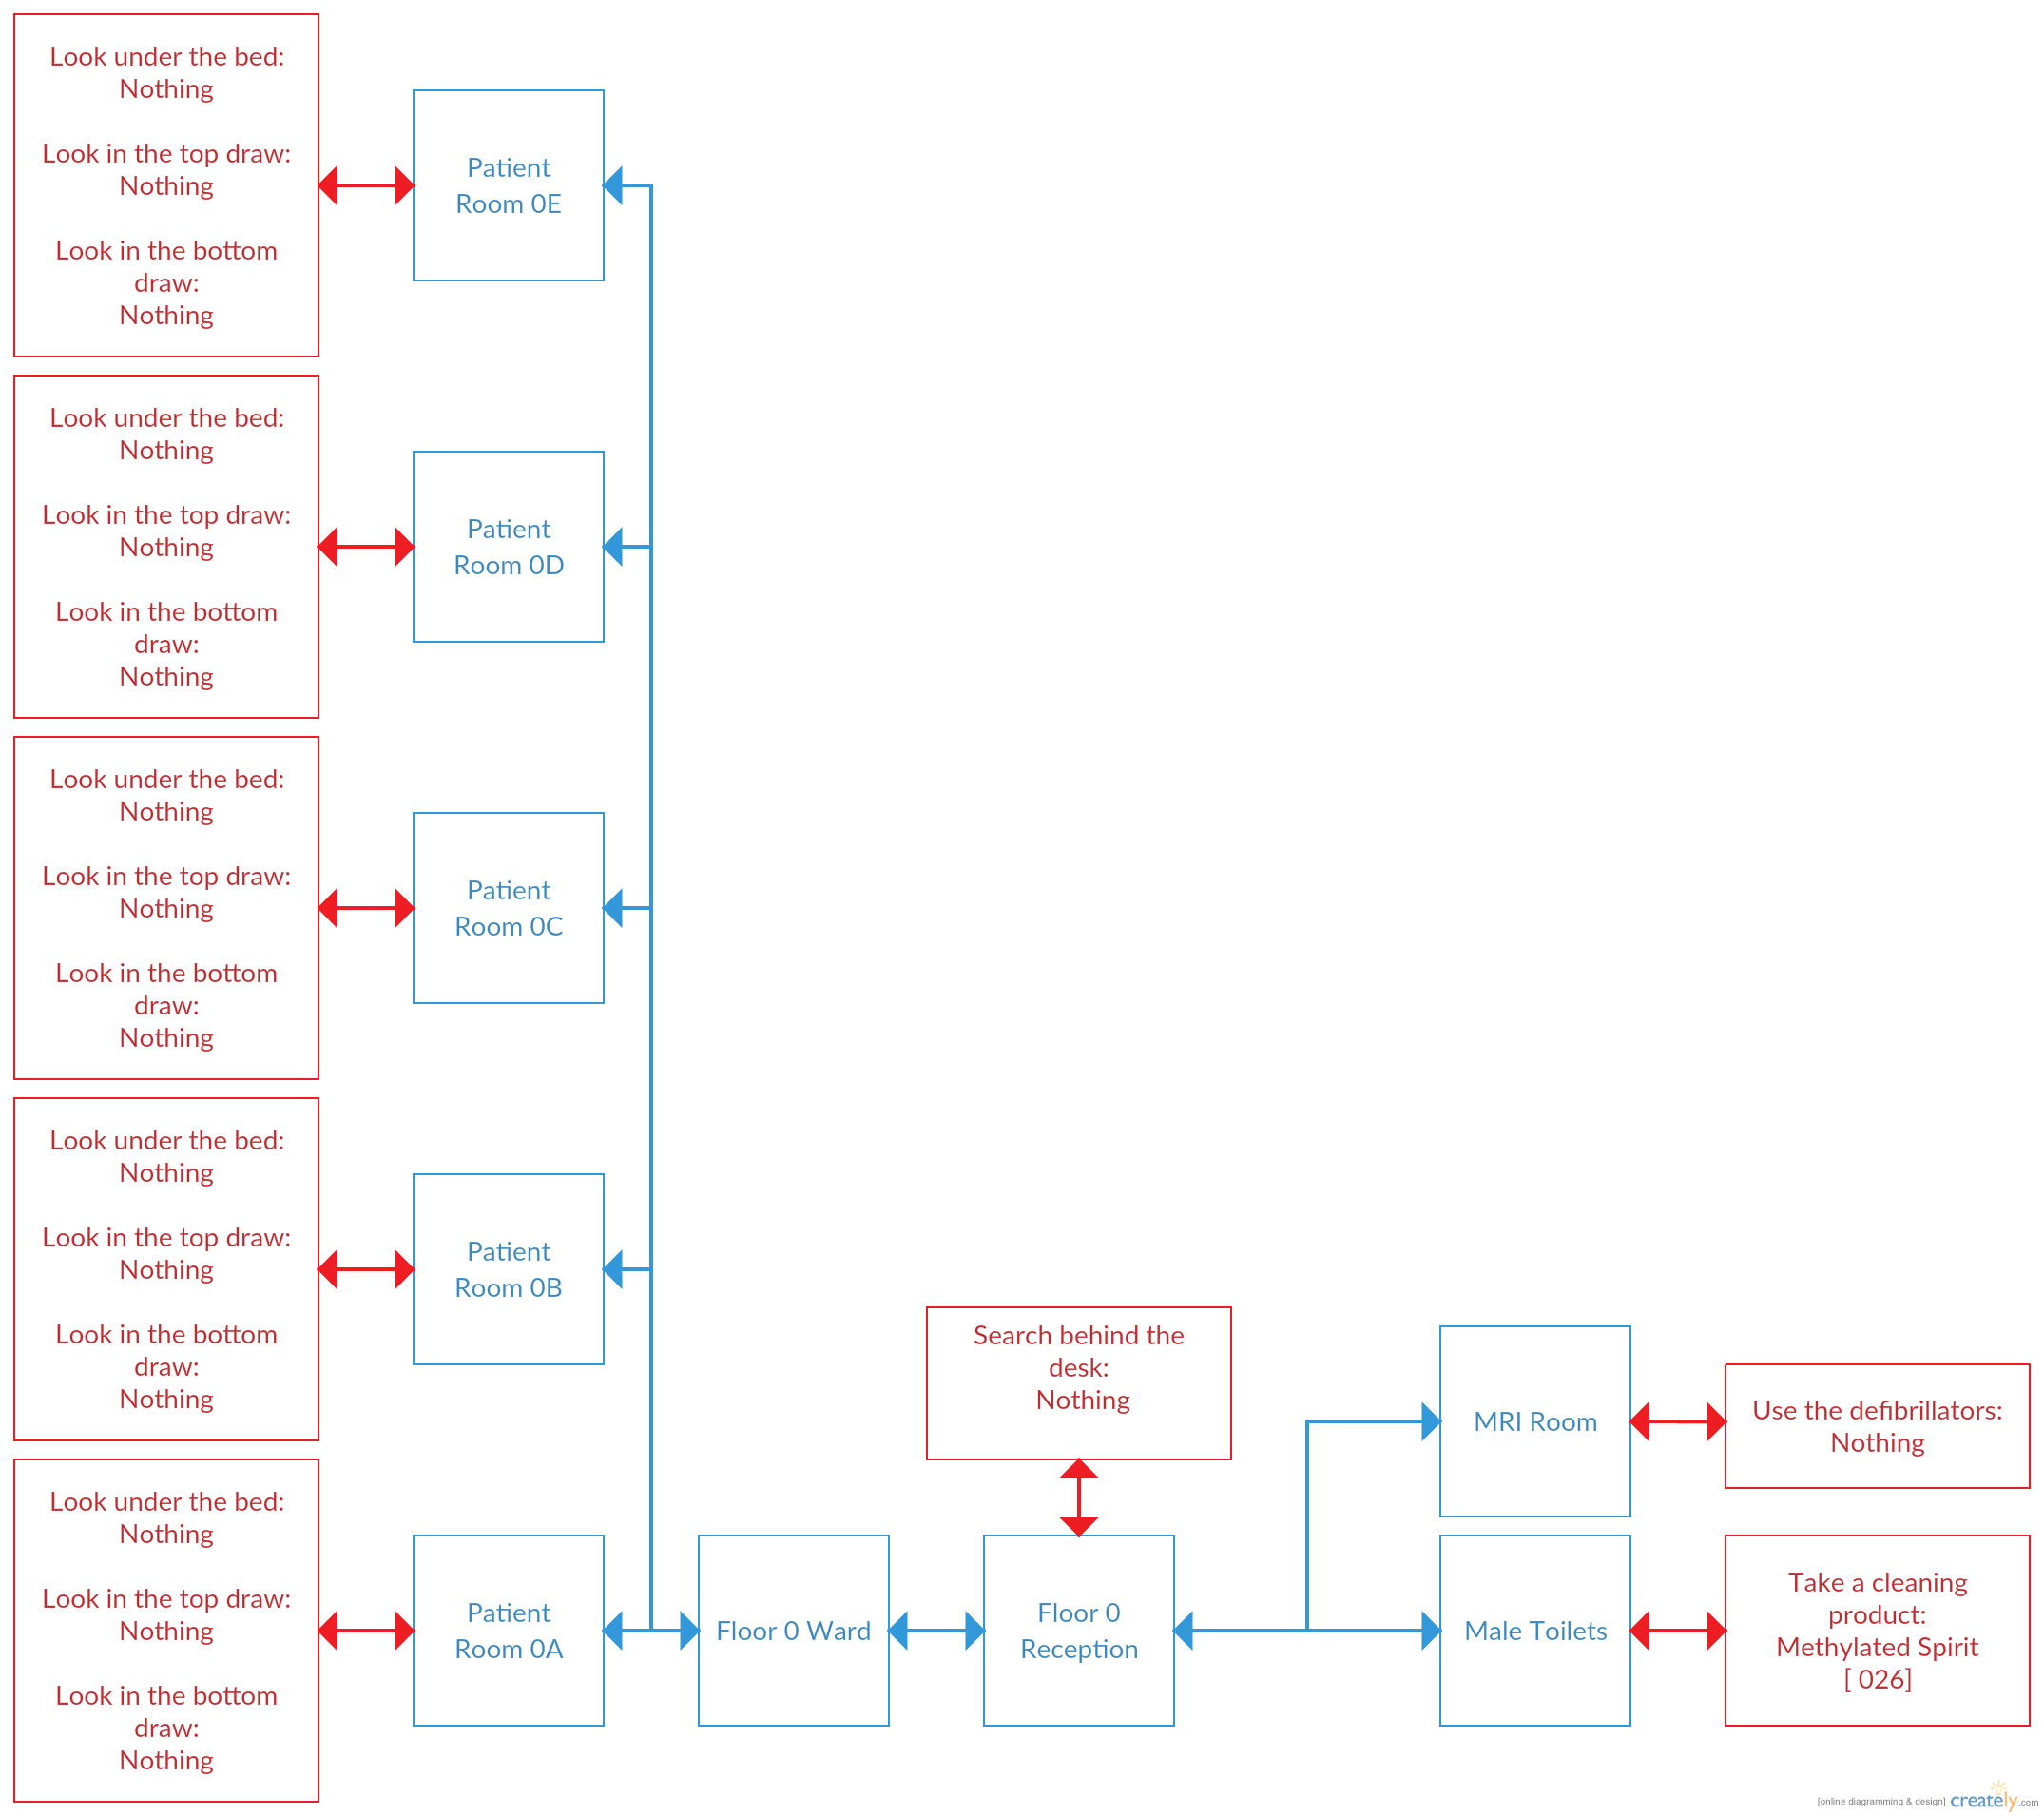 Look under the bed:
Nothing
Look in the top draw:
Nothing
Look in the bottom
draw:
Nothing
Patient
Room 0E
Look under the bed:
Nothing
Look in the top draw:
Nothing
Look in the bottom
draw:
Nothing
Patient
Room 0D
Look under the bed:
Nothing
Look in the top draw:
Nothing
Look in the bottom
draw:
Nothing
Patient
Room 0C
Look under the bed:
Nothing
Look in the top draw:
Nothing
Look in the bottom
draw:
Nothing
Patient
Room 0B
Look under the bed:
Nothing
Look in the top draw:
Nothing
Look in the bottom
draw:
Nothing
Patient
Room 0A
Floor 0 Ward
Search behind the
desk:
Nothing
Floor 0
Reception
MRI Room
Use the defibrillators:
Nothing
Male Toilets
Take a cleaning
product:
Methylated Spirit
[ 026]
[online diagramming & design] creately.com